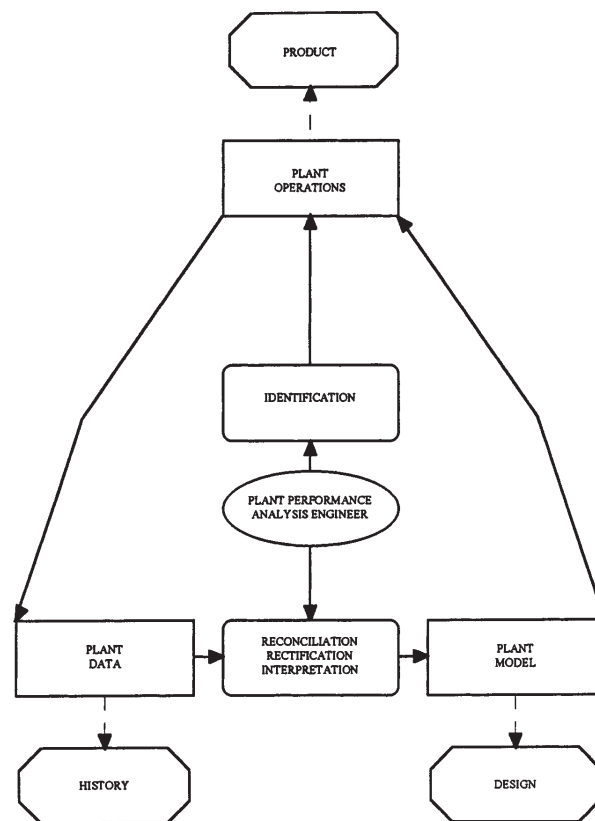 PRODUCT
PLANT
OPERATIONS
IDENTIFICATION
PLANT PERFORMANCE
ANALYSIS ENGINEER
PLANT
DATA
RECONCILIATION
RECTIFICATION
INTERPRETATION
PLANT
MODEL
HISTORY
DESIGN